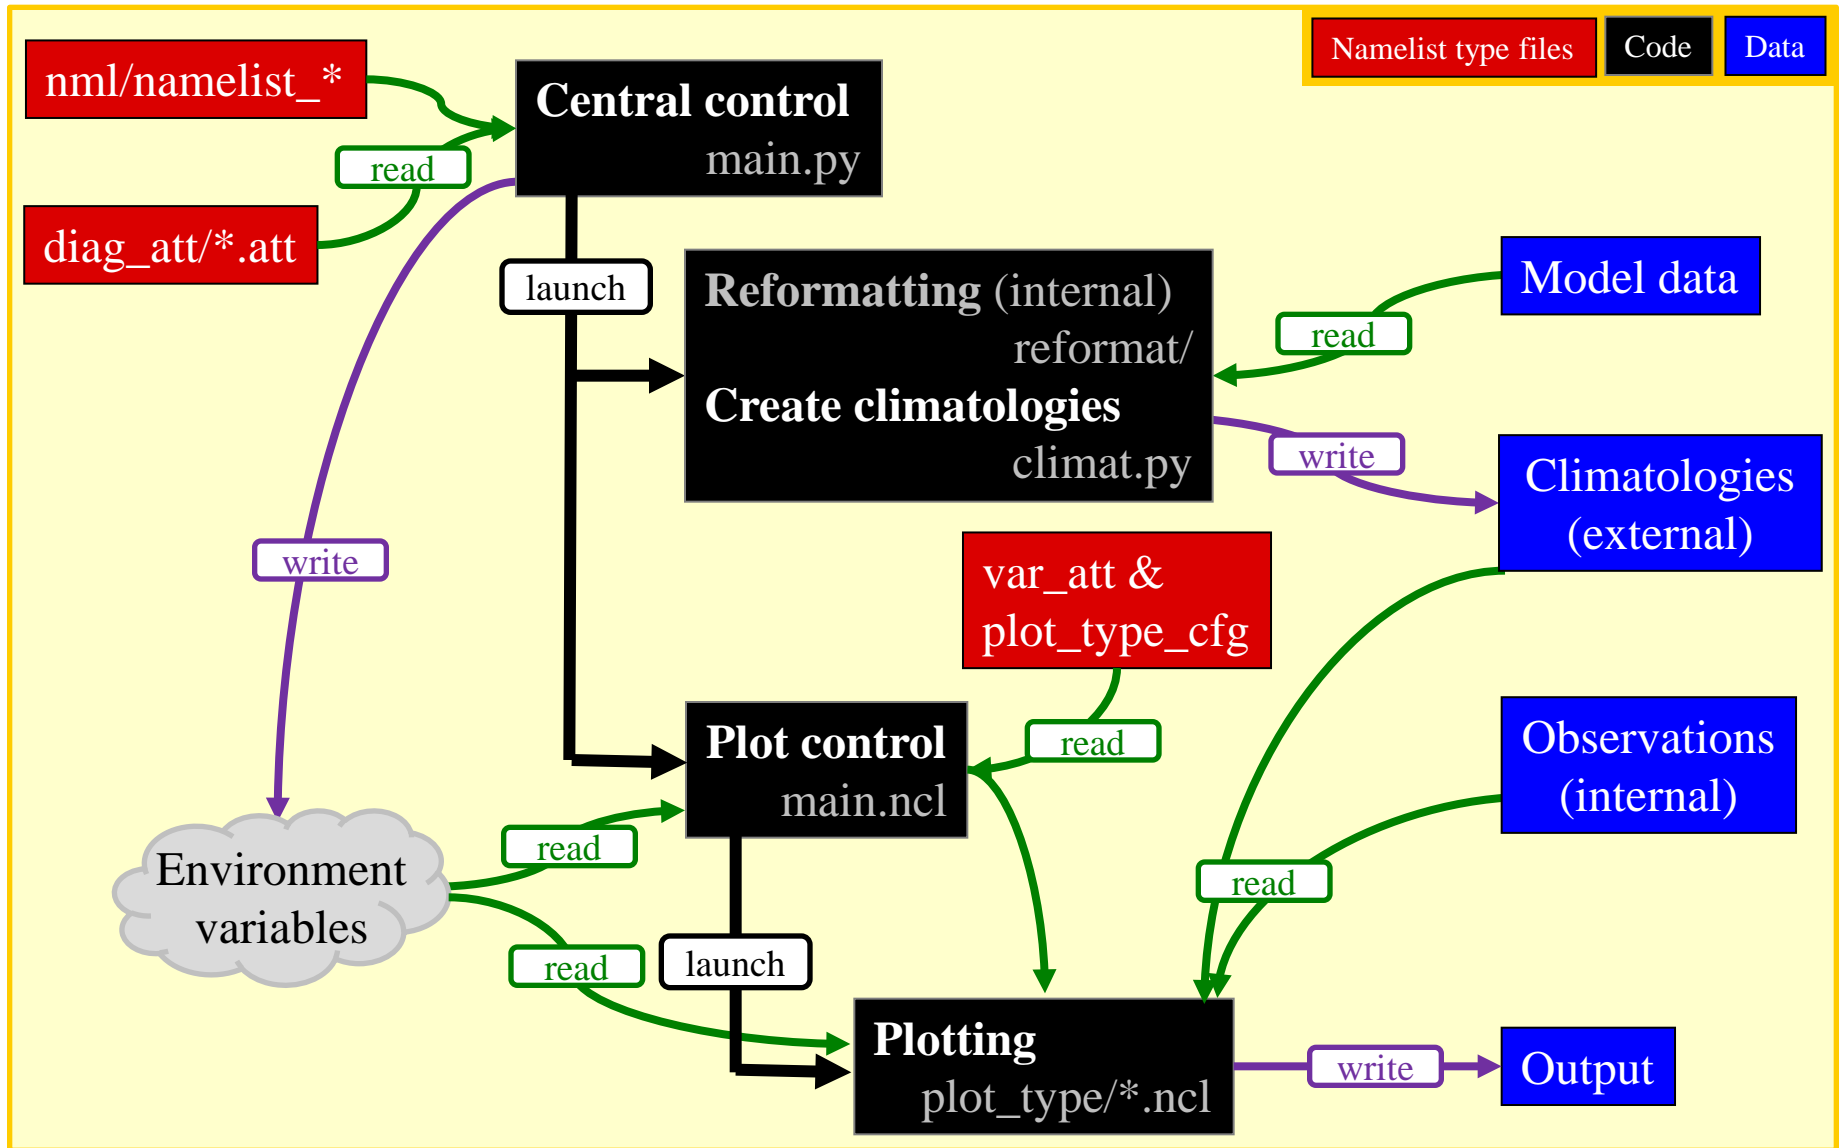 Namelist type files
Code
Data
nml/namelist_*
Central control
main.py
read
diag_att/*.att
launch
Reformatting (internal)
reformat/
Create climatologies
climat.py
Model data
read
write
Climatologies
(external)
write
var_att &
plot_type_cfg
read
Plot control
main.ncl
Observations
(internal)
Environment
variables
read
read
launch
read
Plotting
plot_type/*.ncl
write
Output